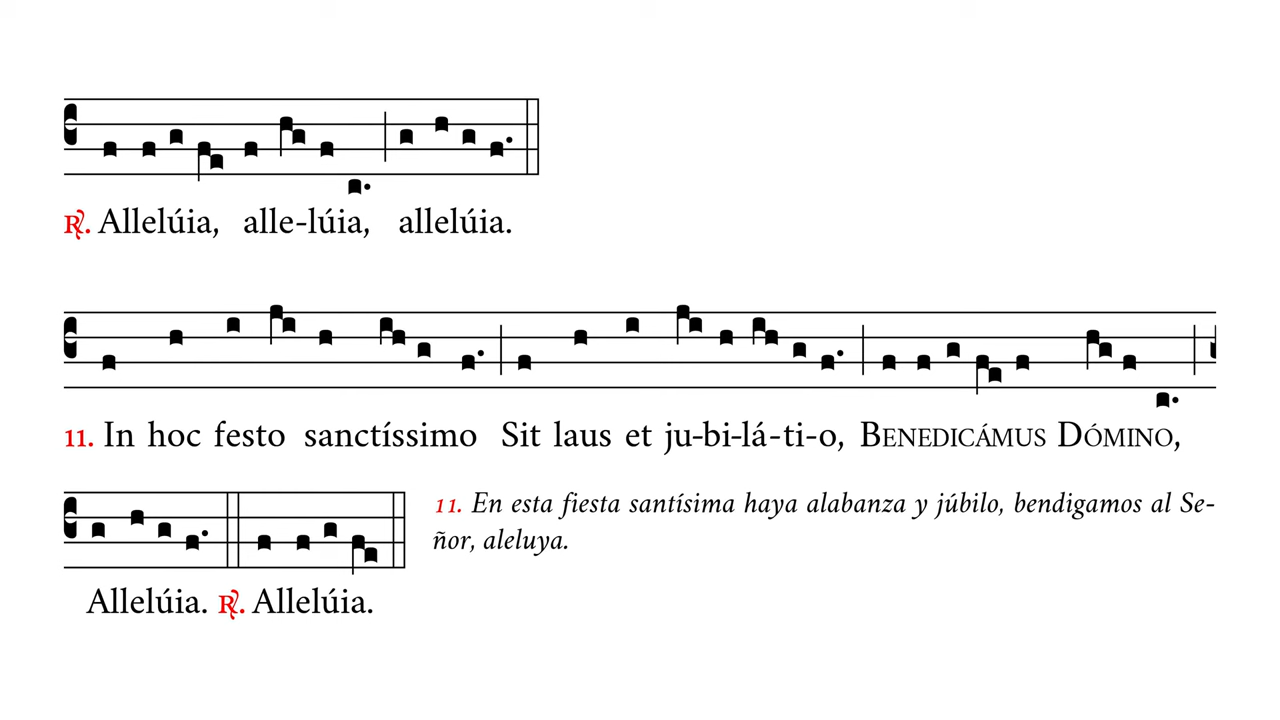 ℟. Allelúia, alle-lúia, allelúia.
11. In hoc festo sanctíssimo Sit laus et ju-bi-lá-ti-o, BENEDICÁMUS DÓMINO,
11. En esta fiesta santísima haya alabanza y júbilo, bendigamos al Se-
ñor, aleluya.
Allelúia. ℟. Allelúia.